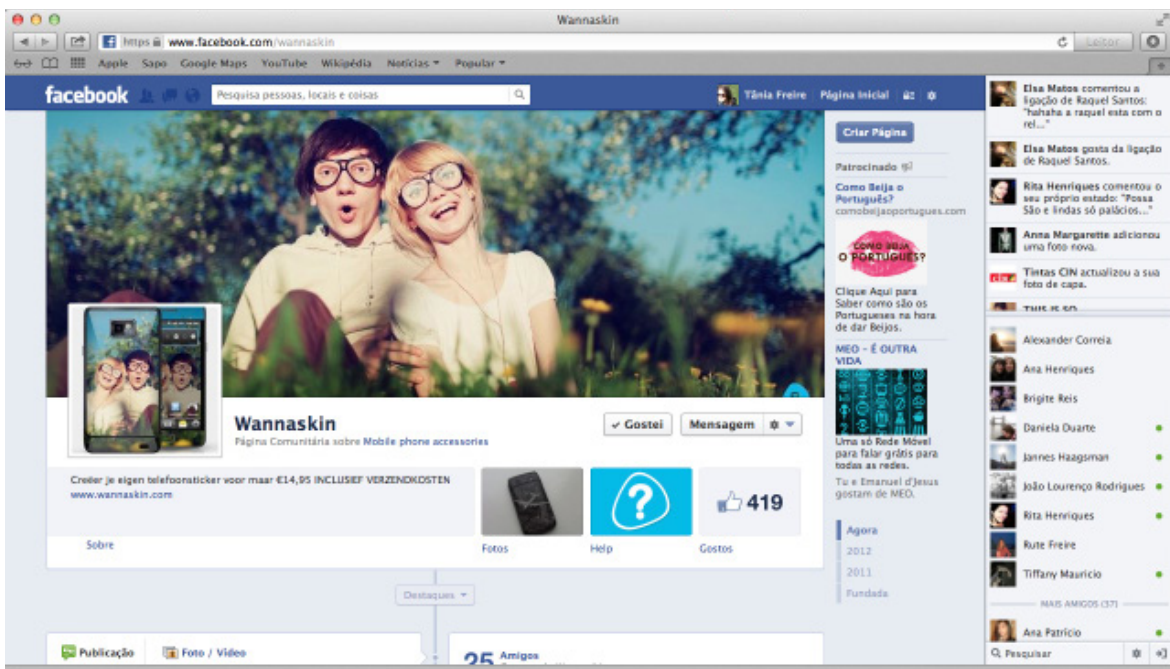 Wannaskin
https www.facebook.com/wannaskin
Leitor
Apple Sapo Google Maps YouTube Wikipédia Notícias Popular
facebook
Pesquisa pessoas, locais e coisas
Tânia Freire Página Inicial
Wannaskin
Página Comunitária sobre Mobile phone accessories
Gostei
Mensagem
Creëer je eigen telefoonsticker voor maar €14,95 INCLUSIEF VERZENDKOSTEN
www.wannaskin.com
Sobre
Fotos
?
Help
419
Gostos
Destaques
Publicação Foto / Vídeo
25 Amigos
Criar Página
Patrocinado
Como Beija o
Português?
comobeijaoportugues.com
COMO BEIJA
O PORTUGUÊS?
Clique Aqui para
Saber como são os
Portugueses na hora
de dar Beijos.
MEO - É OUTRA
VIDA
Uma só Rede Móvel
para falar grátis para
todas as redes.
Tu e Emanuel d'Jesus
gostam de MEO.
Agora
2012
2011
Fundada
Elsa Matos comentou a
ligação de Raquel Santos:
"hahaha a raquel esta com o
rel..."
Elsa Matos gosta da ligação
de Raquel Santos.
Rita Henriques comentou o
seu próprio estado: "Possa
São e lindas só palácios..."
Anna Margarette adicionou
uma foto nova.
Tintas CIN actualizou a sua
foto de capa.
THIS IS SO
Alexander Correia
Ana Henriques
Brigite Reis
Daniela Duarte
Jannes Haagsman
João Lourenço Rodrigues
Rita Henriques
Rute Freire
Tiffany Mauricio
MAIS AMIGOS (37)
Ana Patrício
Pesquisar